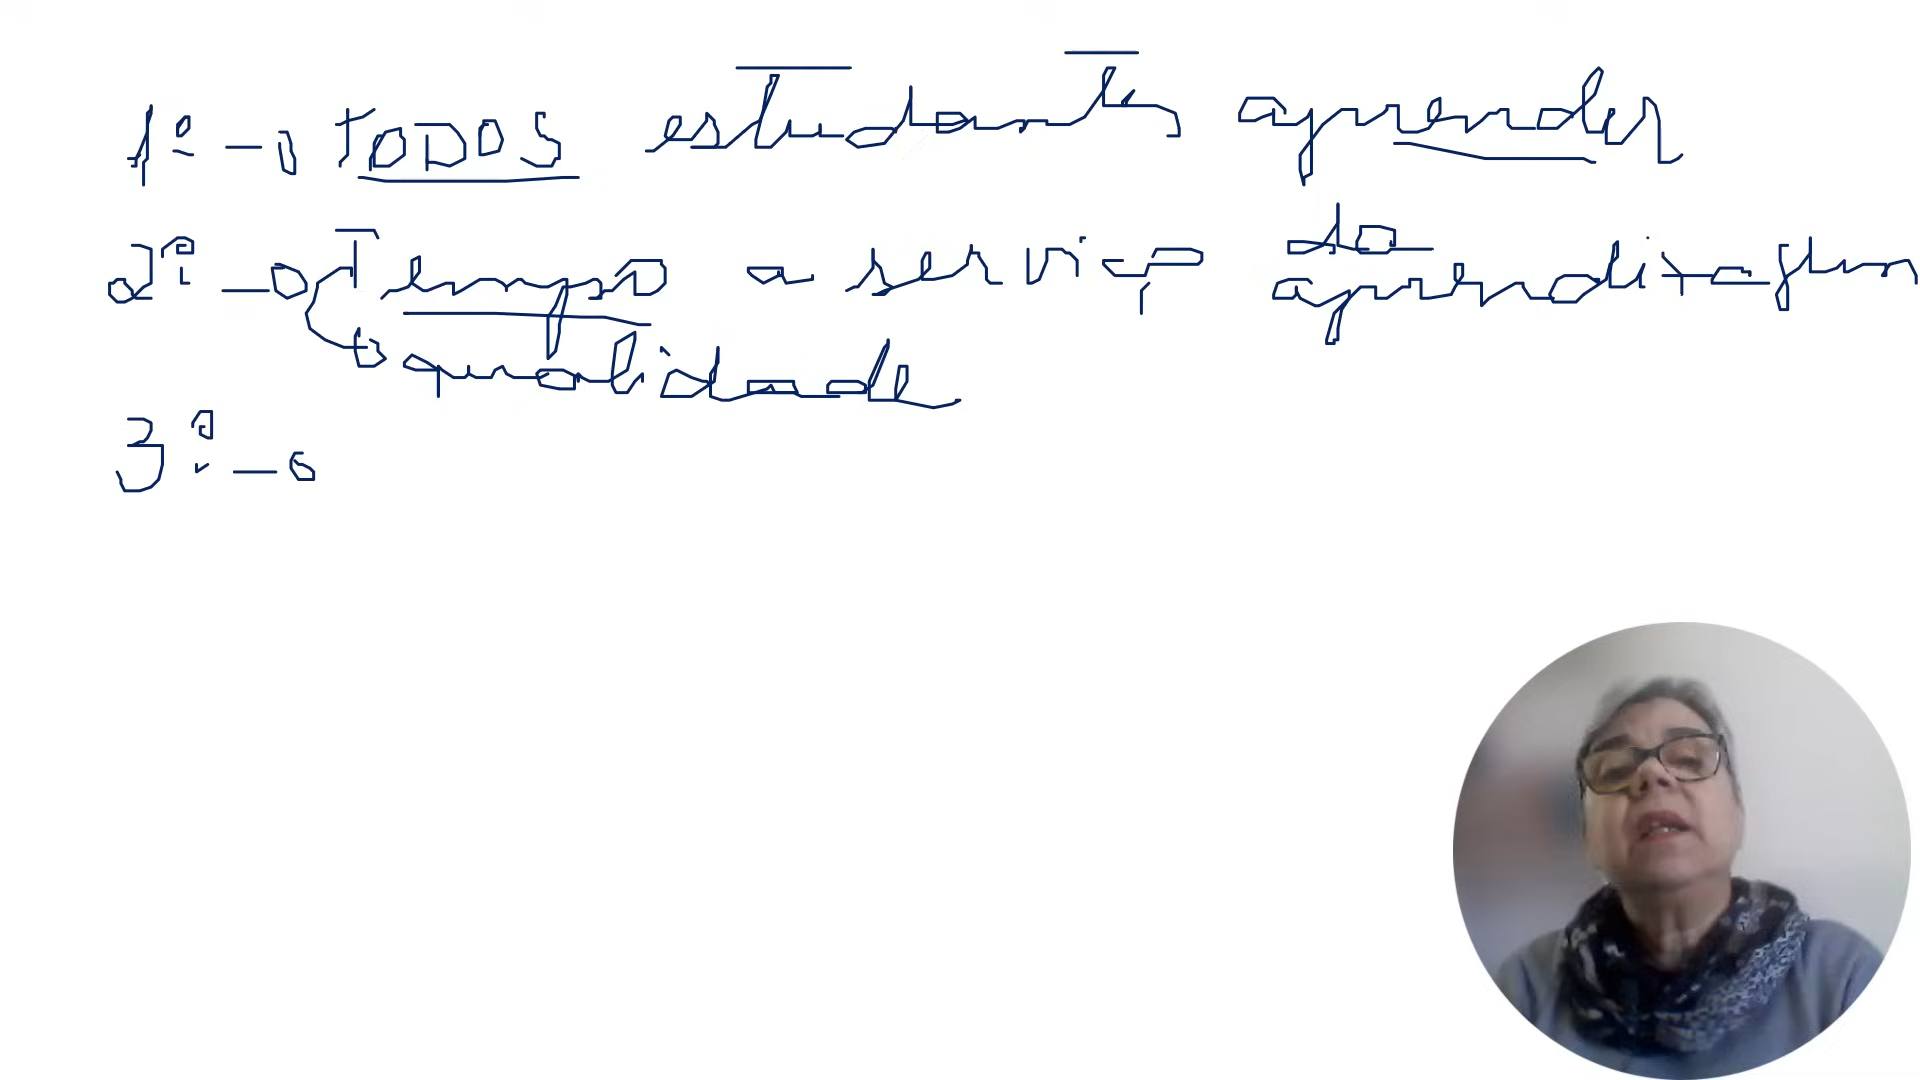 1º → TODOS estudantes aprender
2º → Tempo a serviço da aprendizagem
→ qualidade
3º →